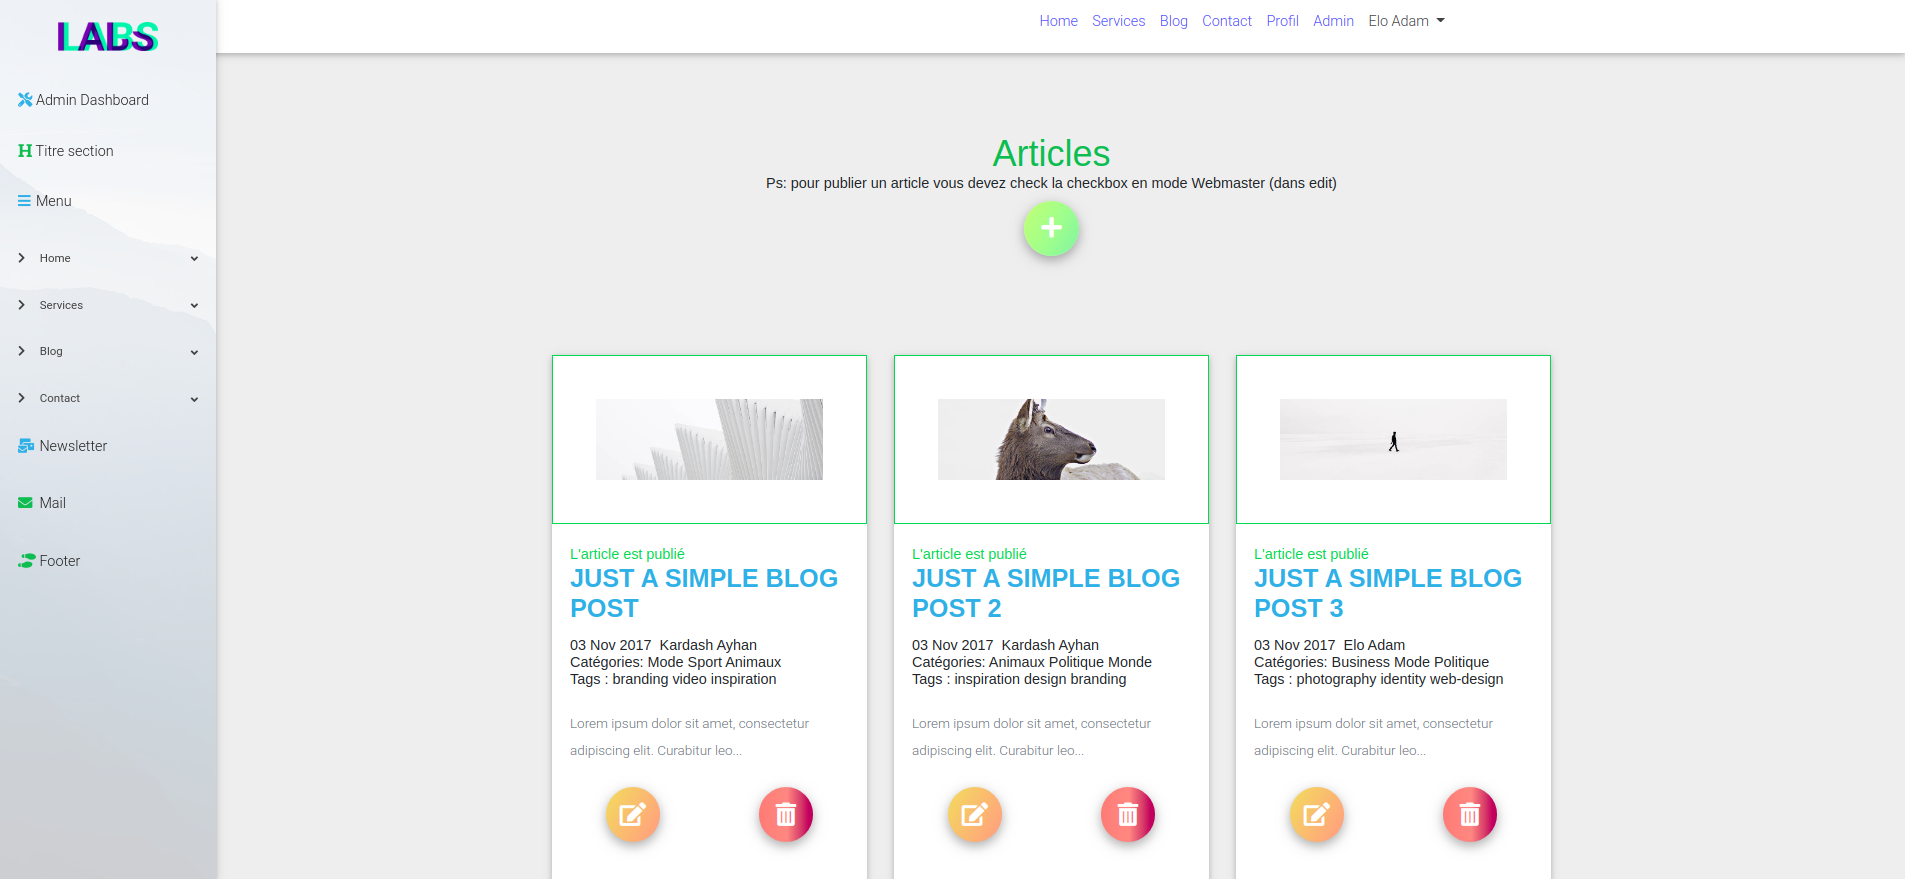 LABS
Home Services Blog Contact Profil Admin Elo Adam
Admin Dashboard
Titre section
Menu
Home
Services
Blog
Contact
Newsletter
Mail
Footer
Articles
Ps: pour publier un article vous devez check la checkbox en mode Webmaster (dans edit)
L'article est publié
JUST A SIMPLE BLOG
POST
03 Nov 2017 Kardash Ayhan
Catégories: Mode Sport Animaux
Tags : branding video inspiration
Lorem ipsum dolor sit amet, consectetur
adipiscing elit. Curabitur leo...
L'article est publié
JUST A SIMPLE BLOG
POST 2
03 Nov 2017 Kardash Ayhan
Catégories: Animaux Politique Monde
Tags : inspiration design branding
Lorem ipsum dolor sit amet, consectetur
adipiscing elit. Curabitur leo...
L'article est publié
JUST A SIMPLE BLOG
POST 3
03 Nov 2017 Elo Adam
Catégories: Business Mode Politique
Tags : photography identity web-design
Lorem ipsum dolor sit amet, consectetur
adipiscing elit. Curabitur leo...